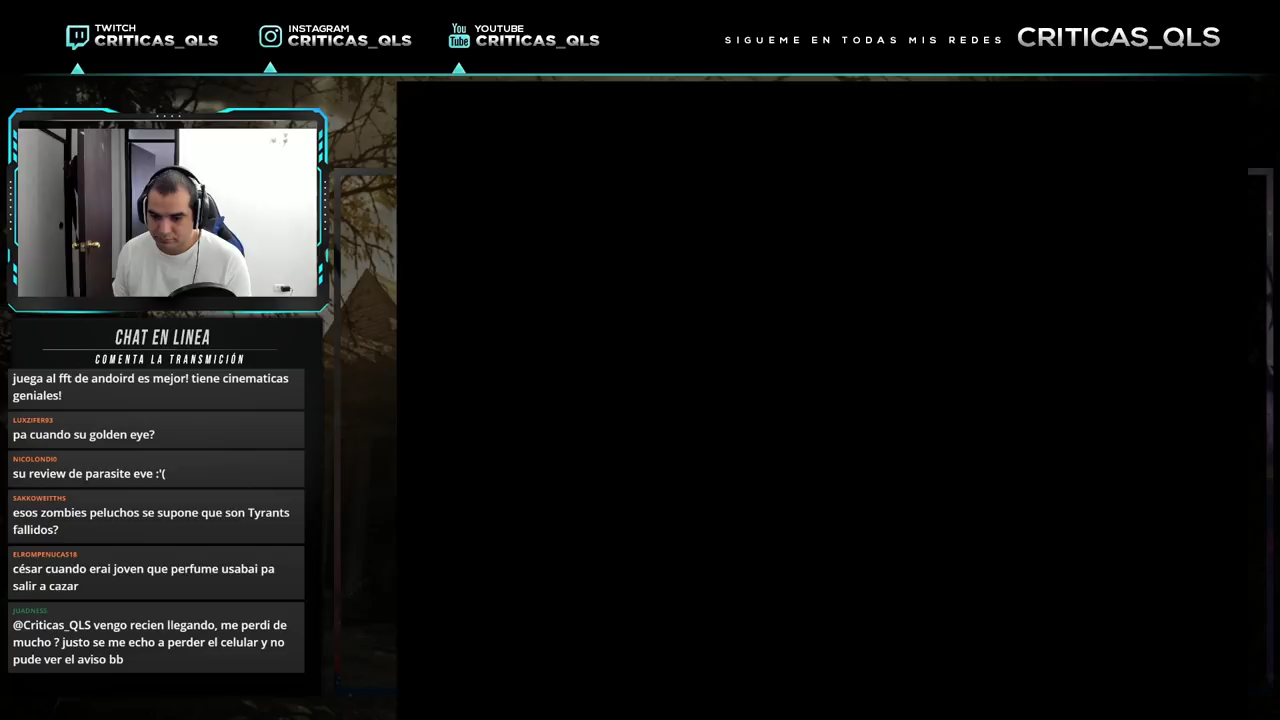 TWITCH
CRITICAS_QLS
INSTAGRAM
CRITICAS_QLS
You
Tube
YOUTUBE
CRITICAS_QLS
SIGUEME EN TODAS MIS REDES
CRITICAS_QLS
CHAT EN LINEA
COMENTA LA TRANSMICIÓN
juega al fft de andoird es mejor! tiene cinematicas
geniales!
LUXZIFER93
pa cuando su golden eye?
NICOLONDI0
su review de parasite eve :'(
SAKKOWEITTHS
esos zombies peluchos se supone que son Tyrants
fallidos?
ELROMPENUCAS18
césar cuando erai joven que perfume usabai pa
salir a cazar
JUADNESS
@Criticas_QLS vengo recien llegando, me perdi de
mucho ? justo se me echo a perder el celular y no
pude ver el aviso bb